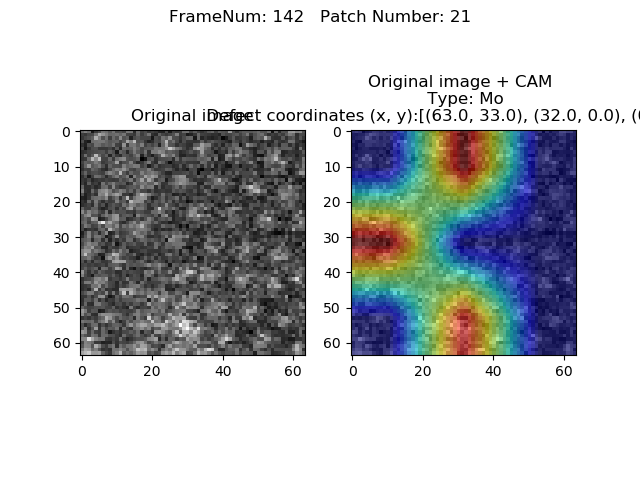 FrameNum: 142   Patch Number: 21
Original image
0
10
20
30
40
50
60
0 20 40 60
Original image + CAM
Type: Mo
Defect coordinates (x, y):[(63.0, 33.0), (32.0, 0.0), (
0
10
20
30
40
50
60
0 20 40 60